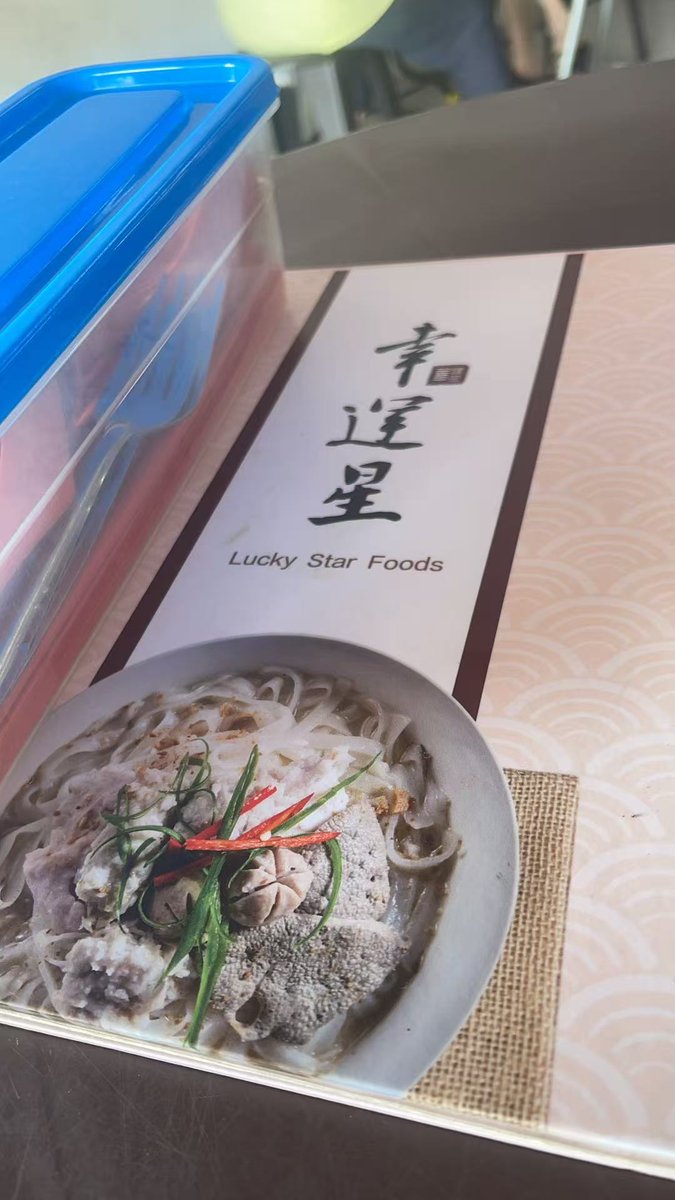 幸運星
Lucky Star Foods